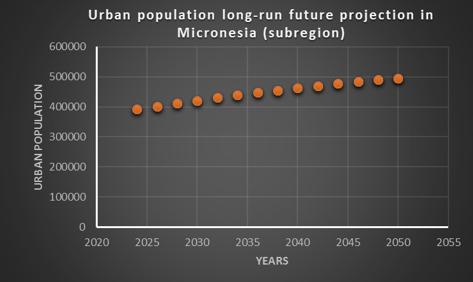 Urban population long-run future projection in
Micronesia (subregion)
600000
500000
400000
300000
200000
100000
0
URBAN POPULATION
2020 2025 2030 2035 2040 2045 2050 2055
YEARS